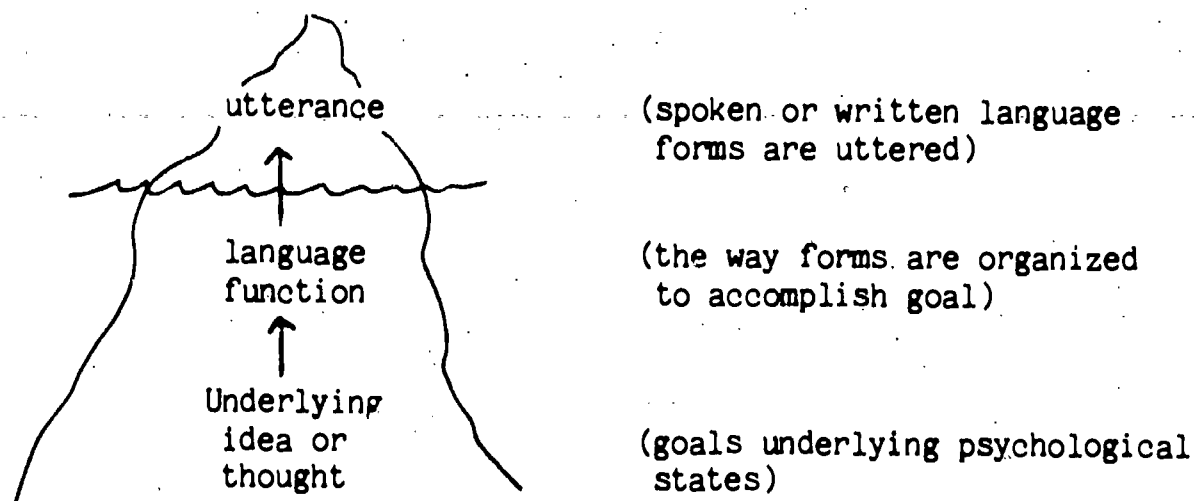 utterance (spoken or written language
forms are uttered)
language (the way forms are organized
function to accomplish goal)
Underlying
idea or (goals underlying psychological
thought states)